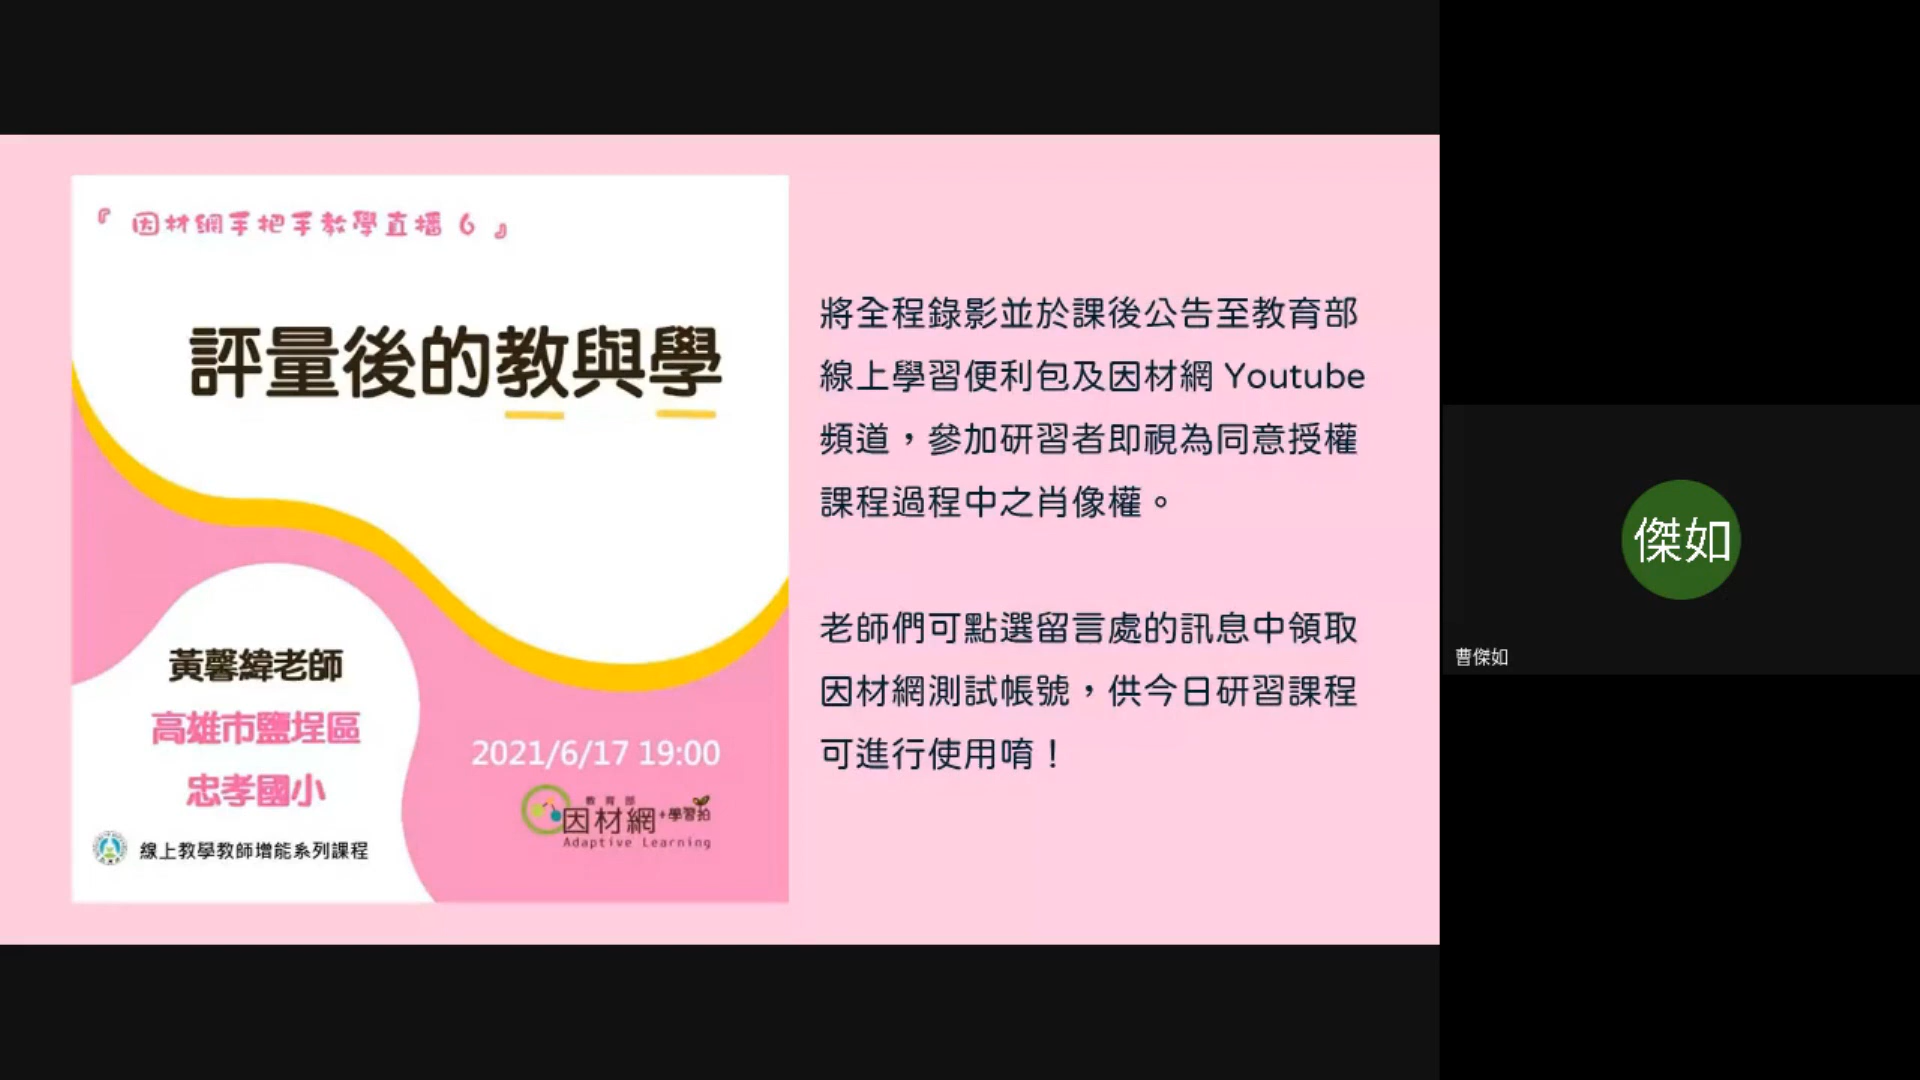 『 因材網手把手教學直播 6 』
評量後的教與學
黃馨緯老師
高雄市鹽埕區
忠孝國小
線上教學教師增能系列課程
2021/6/17 19:00
教育部
因材網+學習拍
Adaptive Learning
將全程錄影並於課後公告至教育部
線上學習便利包及因材網 Youtube
頻道，參加研習者即視為同意授權
課程過程中之肖像權。
老師們可點選留言處的訊息中領取
因材網測試帳號，供今日研習課程
可進行使用唷！
傑如
曹傑如